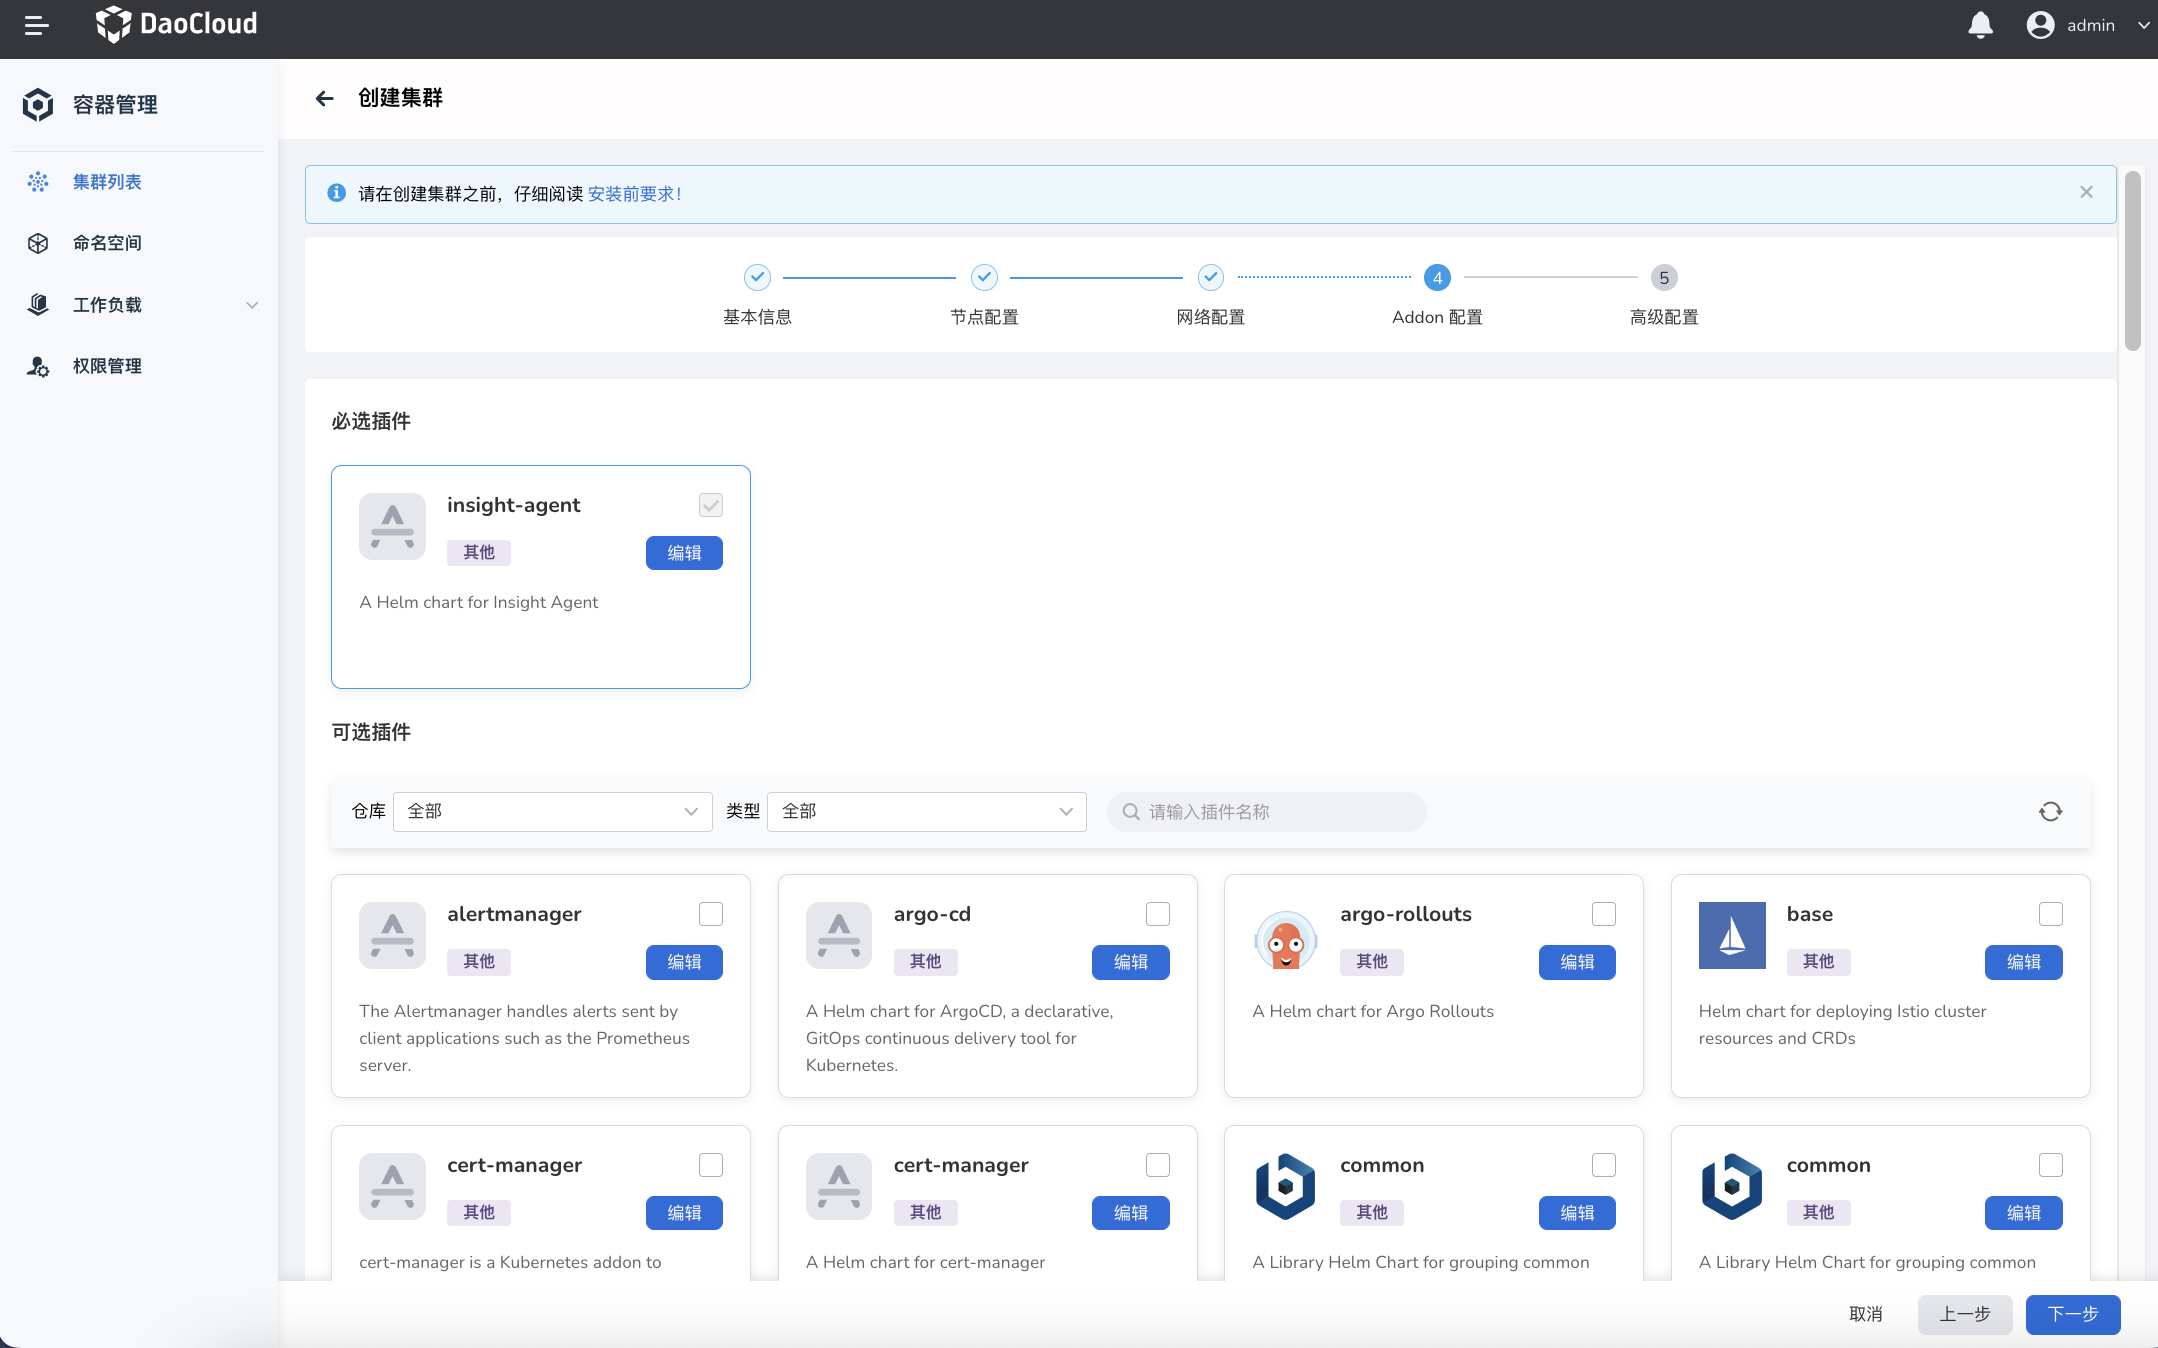 DaoCloud
admin
容器管理
集群列表
命名空间
工作负载
权限管理
创建集群
请在创建集群之前，仔细阅读 安装前要求！
基本信息
节点配置
网络配置
4
Addon 配置
5
高级配置
必选插件
insight-agent
其他
编辑
A Helm chart for Insight Agent
可选插件
仓库 全部 类型 全部 请输入插件名称
alertmanager
其他
编辑
The Alertmanager handles alerts sent by
client applications such as the Prometheus
server.
argo-cd
其他
编辑
A Helm chart for ArgoCD, a declarative,
GitOps continuous delivery tool for
Kubernetes.
argo-rollouts
其他
编辑
A Helm chart for Argo Rollouts
base
其他
编辑
Helm chart for deploying Istio cluster
resources and CRDs
cert-manager
其他
编辑
cert-manager is a Kubernetes addon to
cert-manager
其他
编辑
A Helm chart for cert-manager
common
其他
编辑
A Library Helm Chart for grouping common
common
其他
编辑
A Library Helm Chart for grouping common
取消
上一步
下一步